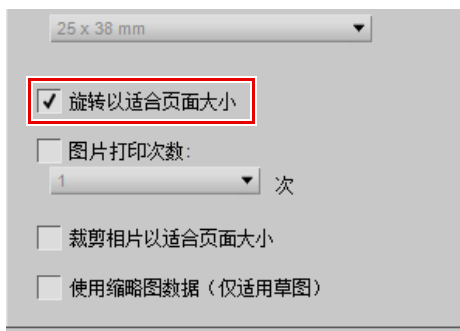 25 x 38 mm
旋转以适合页面大小
图片打印次数:
1 次
裁剪相片以适合页面大小
使用缩略图数据（仅适用草图）